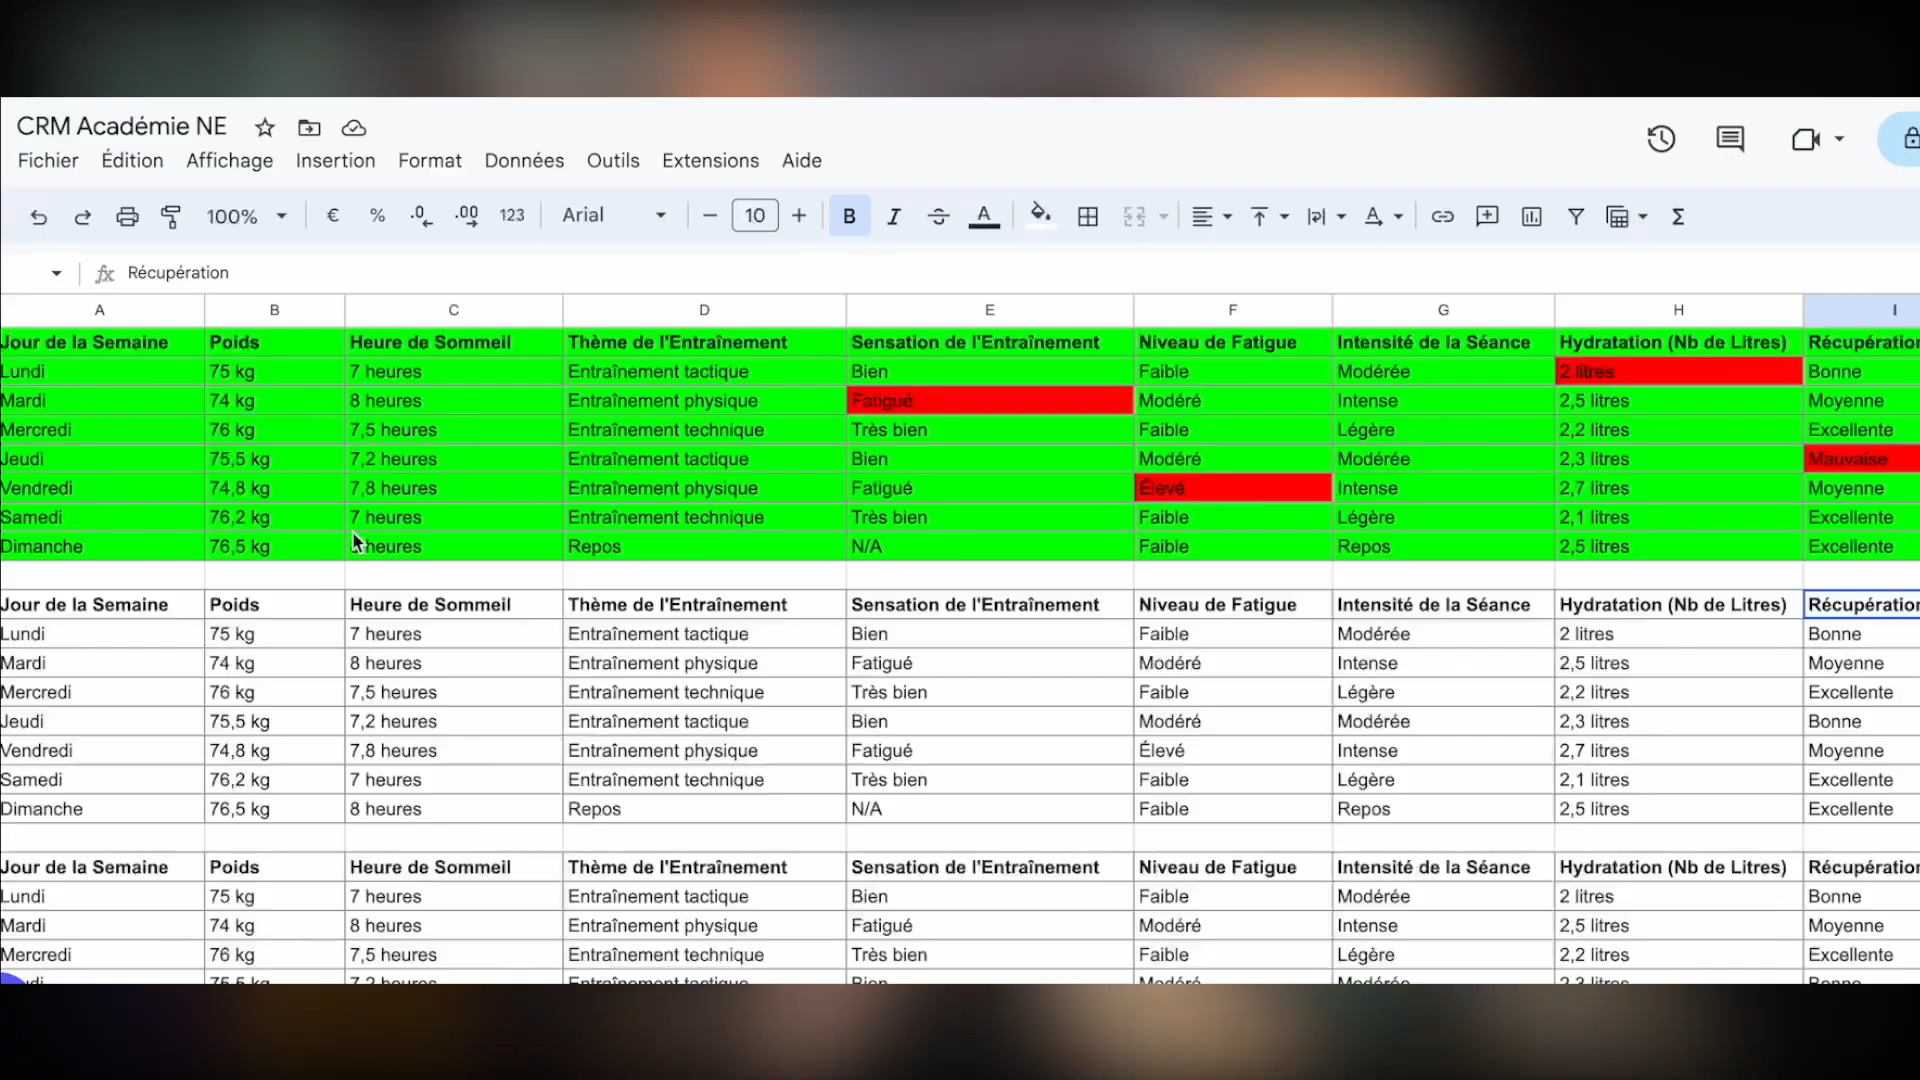 CRM Académie NE
Fichier Édition Affichage Insertion Format Données Outils Extensions Aide
100% € % .0 .00 123 Arial 10 B I A A Σ
fx Récupération
A B C D E F G H I
Jour de la Semaine Poids Heure de Sommeil Thème de l'Entraînement Sensation de l'Entraînement Niveau de Fatigue Intensité de la Séance Hydratation (Nb de Litres) Récupération
Lundi 75 kg 7 heures Entraînement tactique Bien Faible Modérée 2 litres Bonne
Mardi 74 kg 8 heures Entraînement physique Fatigué Modéré Intense 2,5 litres Moyenne
Mercredi 76 kg 7,5 heures Entraînement technique Très bien Faible Légère 2,2 litres Excellente
Jeudi 75,5 kg 7,2 heures Entraînement tactique Bien Modéré Modérée 2,3 litres Mauvaise
Vendredi 74,8 kg 7,8 heures Entraînement physique Fatigué Élevé Intense 2,7 litres Moyenne
Samedi 76,2 kg 7 heures Entraînement technique Très bien Faible Légère 2,1 litres Excellente
Dimanche 76,5 kg heures Repos N/A Faible Repos 2,5 litres Excellente
Jour de la Semaine Poids Heure de Sommeil Thème de l'Entraînement Sensation de l'Entraînement Niveau de Fatigue Intensité de la Séance Hydratation (Nb de Litres) Récupération
Lundi 75 kg 7 heures Entraînement tactique Bien Faible Modérée 2 litres Bonne
Mardi 74 kg 8 heures Entraînement physique Fatigué Modéré Intense 2,5 litres Moyenne
Mercredi 76 kg 7,5 heures Entraînement technique Très bien Faible Légère 2,2 litres Excellente
Jeudi 75,5 kg 7,2 heures Entraînement tactique Bien Modéré Modérée 2,3 litres Bonne
Vendredi 74,8 kg 7,8 heures Entraînement physique Fatigué Élevé Intense 2,7 litres Moyenne
Samedi 76,2 kg 7 heures Entraînement technique Très bien Faible Légère 2,1 litres Excellente
Dimanche 76,5 kg 8 heures Repos N/A Faible Repos 2,5 litres Excellente
Jour de la Semaine Poids Heure de Sommeil Thème de l'Entraînement Sensation de l'Entraînement Niveau de Fatigue Intensité de la Séance Hydratation (Nb de Litres) Récupération
Lundi 75 kg 7 heures Entraînement tactique Bien Faible Modérée 2 litres Bonne
Mardi 74 kg 8 heures Entraînement physique Fatigué Modéré Intense 2,5 litres Moyenne
Mercredi 76 kg 7,5 heures Entraînement technique Très bien Faible Légère 2,2 litres Excellente